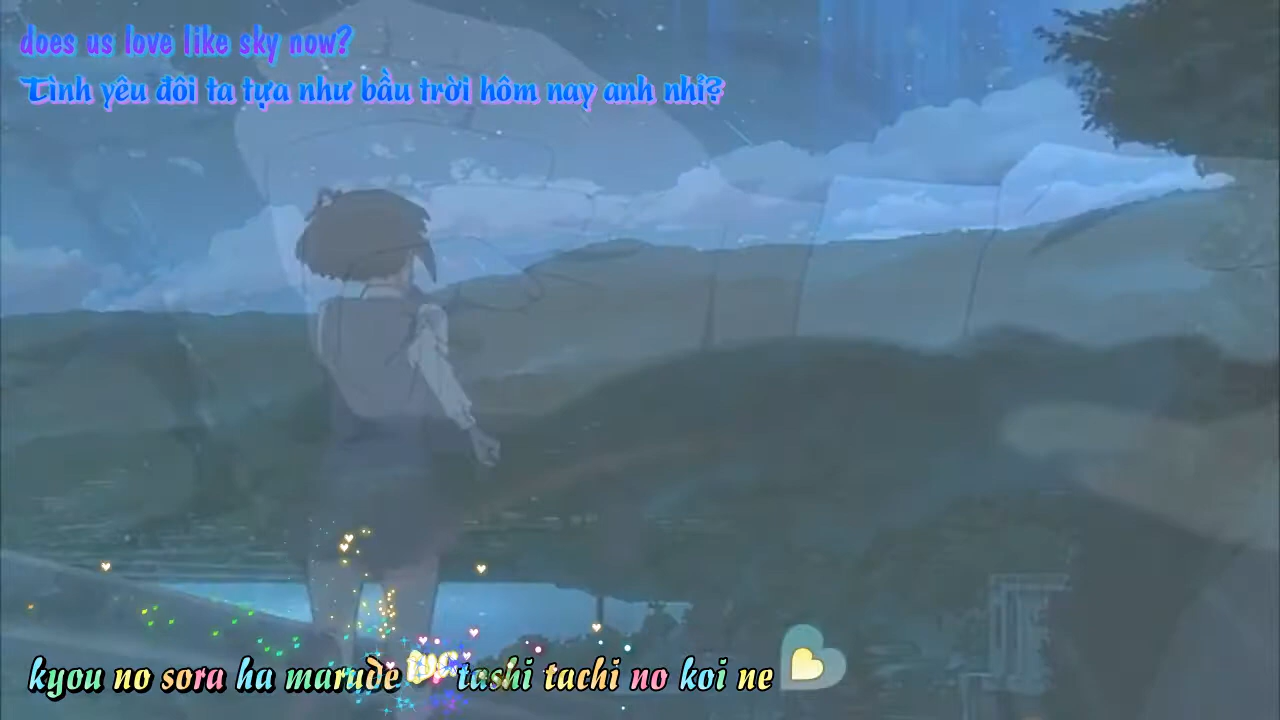 does us love like sky now?
Tình yêu đôi ta tựa như bầu trời hôm nay anh nhỉ?
kyou no sora ha marude watashi tachi no koi ne